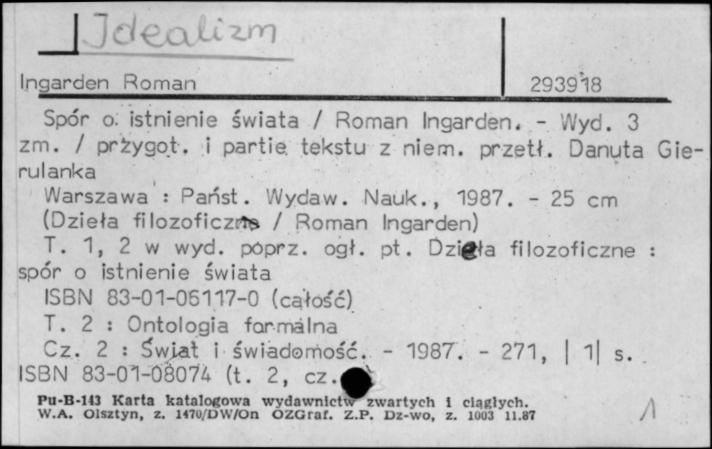 Idealizm
Ingarden Roman 293918
Spór o istnienie świata / Roman Ingarden. - Wyd. 3
zm. / przygot. i partie tekstu z niem. przetł. Danuta Gie-
rulanka
Warszawa : Państ. Wydaw. Nauk., 1987. - 25 cm
(Dzieła filozoficzne / Roman Ingarden)
T. 1, 2 w wyd. poprz. ogł. pt. Dzieła filozoficzne :
spór o istnienie świata
ISBN 83-01-05117-0 (całość)
T. 2 : Ontologia formalna
Cz. 2 : Świat i świadomość. - 1987. - 271, | 1| s.
ISBN 83-01-08074 (t. 2, cz.
Pu-B-143 Karta katalogowa wydawnictw zwartych i ciągłych.
W.A. Olsztyn, z. 1470/DW/On OZGraf. Z.P. Dz-wo, z. 1003 11.87